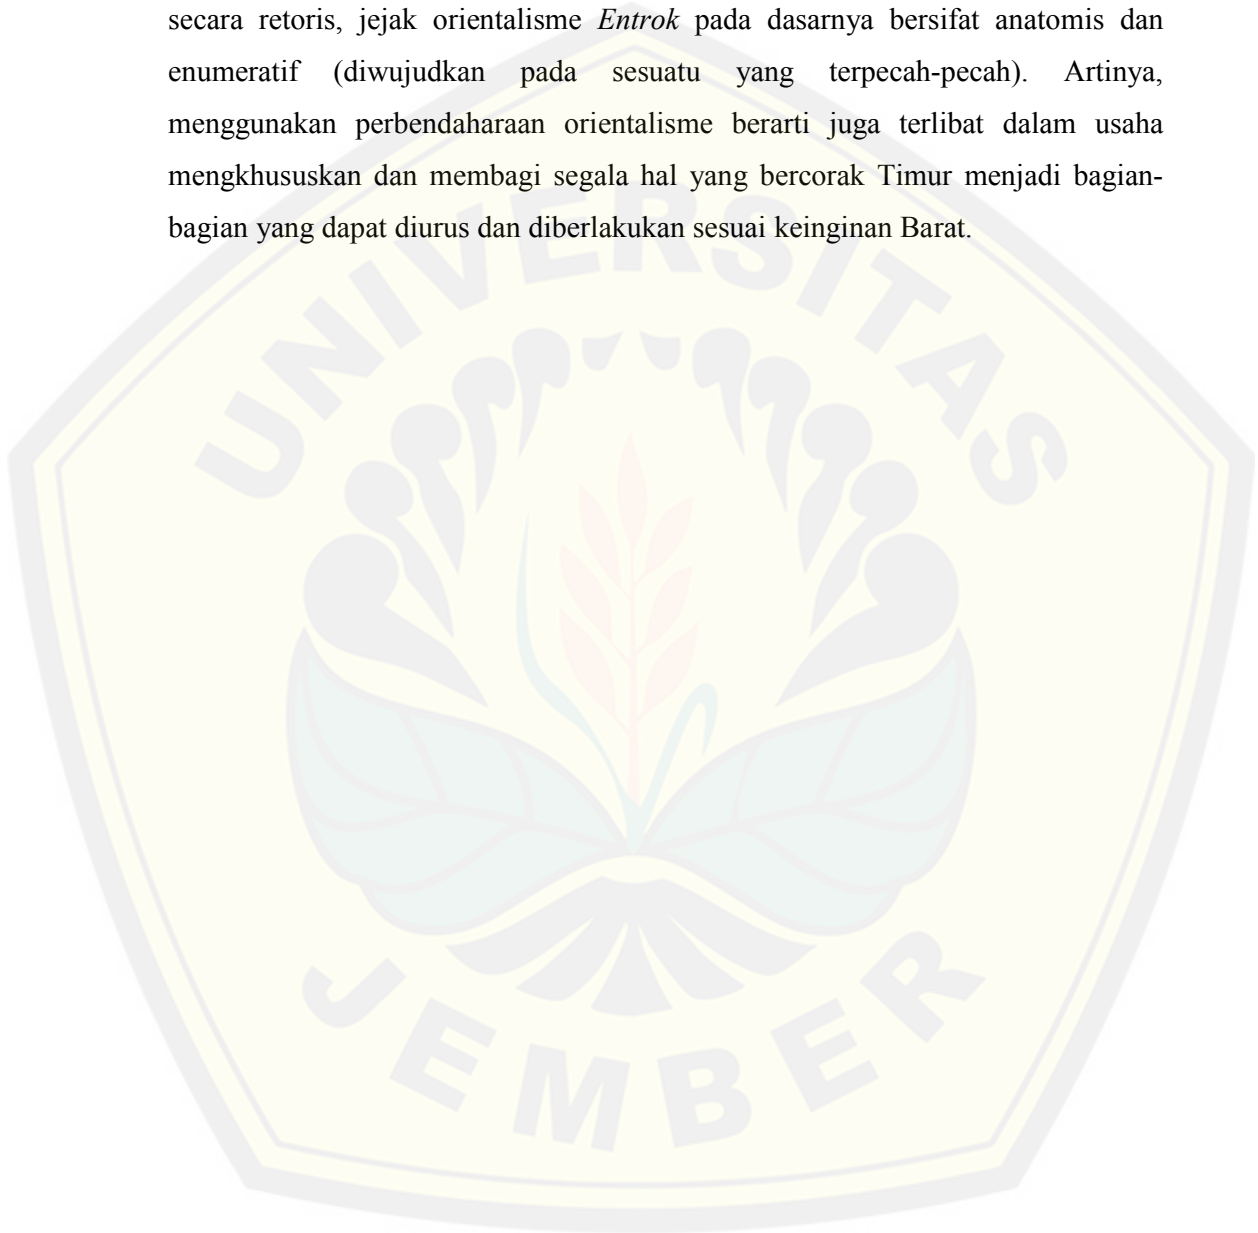 secara retoris, jejak orientalisme Entrok pada dasarnya bersifat anatomis dan
enumeratif (diwujudkan pada sesuatu yang terpecah-pecah). Artinya,
menggunakan perbendaharaan orientalisme berarti juga terlibat dalam usaha
mengkhususkan dan membagi segala hal yang bercorak Timur menjadi bagian-
bagian yang dapat diurus dan diberlakukan sesuai keinginan Barat.
UNIVERSITAS
JEMBER